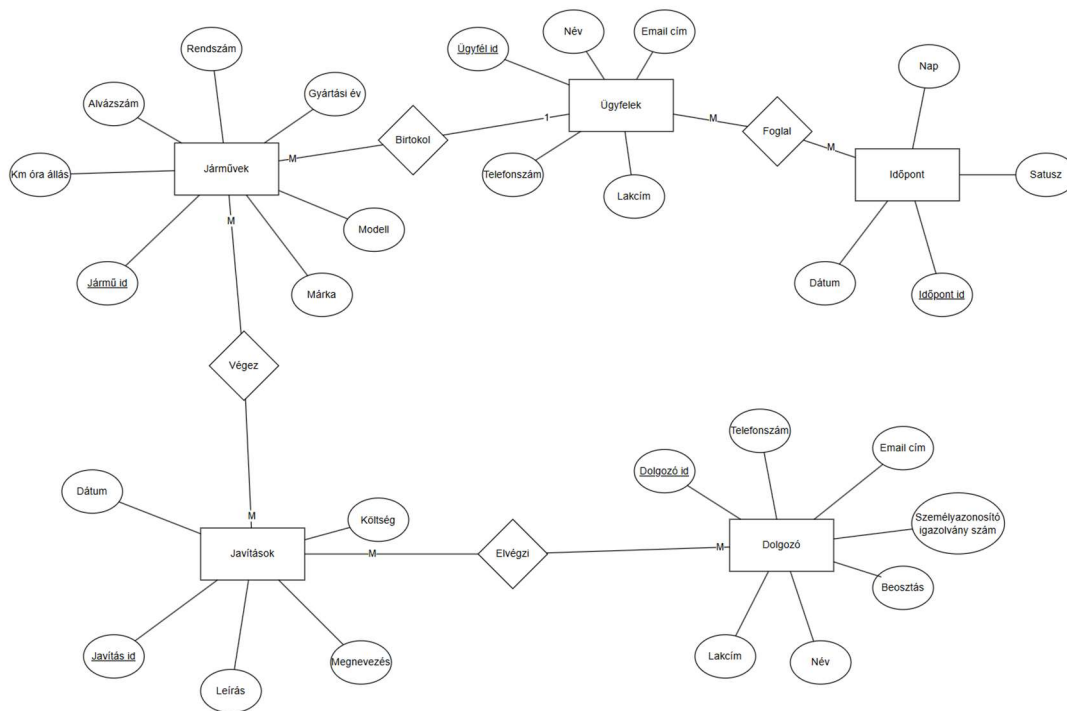 Rendszám
Alvázszám
Gyártási év
Km óra állás
Járművek
Modell
Jármű id
Márka
M
M
Birtokol
1
Ügyfél id
Név
Email cím
Ügyfelek
Telefonszám
Lakcím
M
Foglal
M
Nap
Időpont
Satusz
Dátum
Időpont id
Végez
M
Dátum
Költség
Javítások
Javítás id
Leírás
Megnevezés
M
Elvégzi
M
Dolgozó id
Telefonszám
Email cím
Személyazonosító
igazolvány szám
Dolgozó
Beosztás
Lakcím
Név